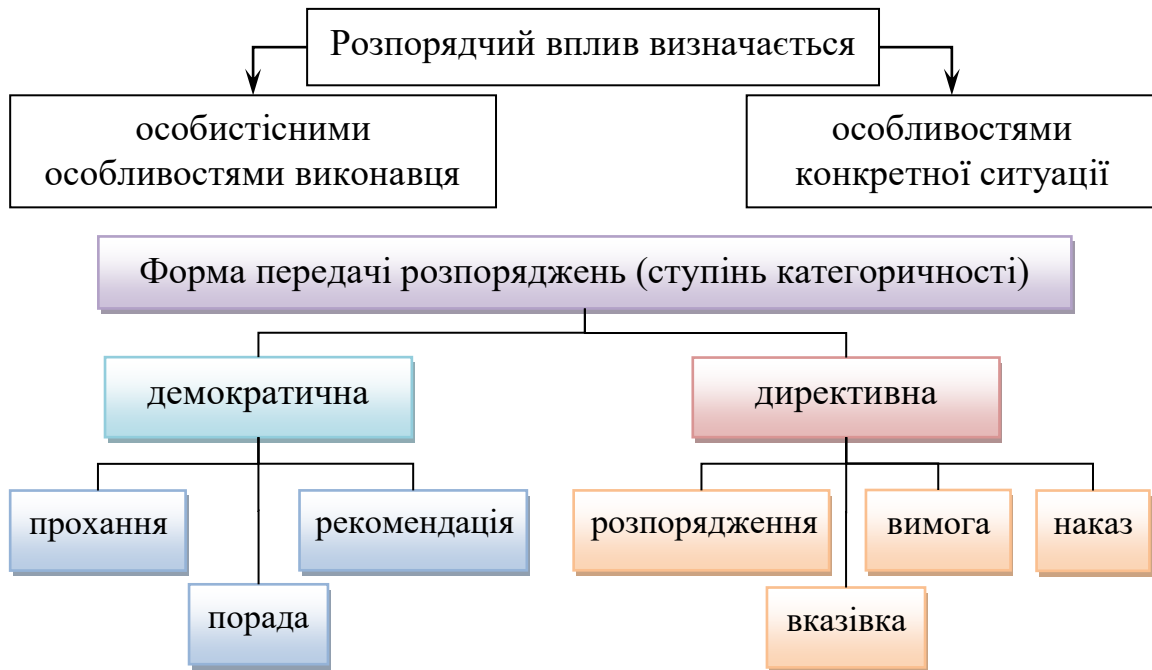 Розпорядчий вплив визначається
особистісними
особливостями виконавця
особливостями
конкретної ситуації
Форма передачі розпоряджень (ступінь категоричності)
демократична
директивна
прохання
рекомендація
розпорядження
вимога
наказ
порада
вказівка